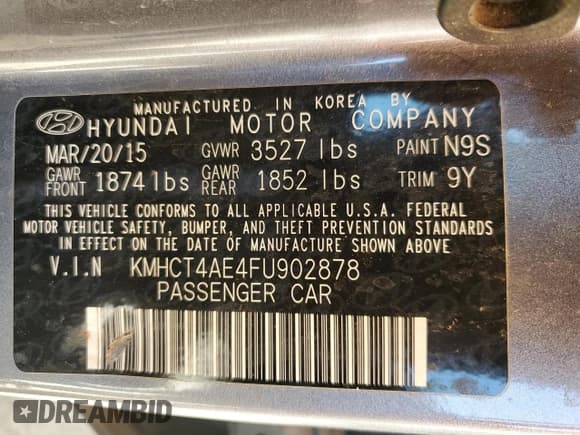 MANUFACTURED IN KOREA BY
HYUNDAI MOTOR COMPANY
MAR/20/15 GVWR 3527 lbs PAINT N9S
GAWR FRONT 1874 lbs GAWR REAR 1852 lbs TRIM 9Y
THIS VEHICLE CONFORMS TO ALL APPLICABLE U.S.A. FEDERAL
MOTOR VEHICLE SAFETY, BUMPER, AND THEFT PREVENTION STANDARDS
IN EFFECT ON THE DATE OF MANUFACTURE SHOWN ABOVE
V.I.N KMHCT4AE4FU902878
PASSENGER CAR
DREAMBID